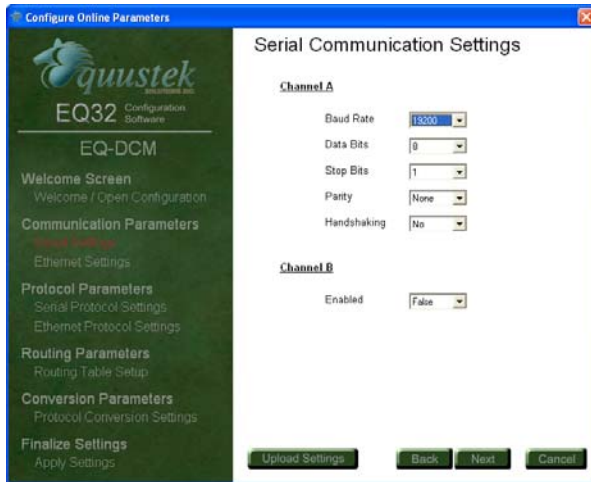 Configure Online Parameters
Equustek
SOLUTIONS INC.
EQ32 Configuration Software
EQ-DCM
Welcome Screen
Welcome / Open Configuration
Communication Parameters
Serial Settings
Ethernet Settings
Protocol Parameters
Serial Protocol Settings
Ethernet Protocol Settings
Routing Parameters
Routing Table Setup
Conversion Parameters
Protocol Conversion Settings
Finalize Settings
Apply Settings
Serial Communication Settings
Channel A
Baud Rate 19200
Data Bits 8
Stop Bits 1
Parity None
Handshaking No
Channel B
Enabled False
Upload Settings Back Next Cancel